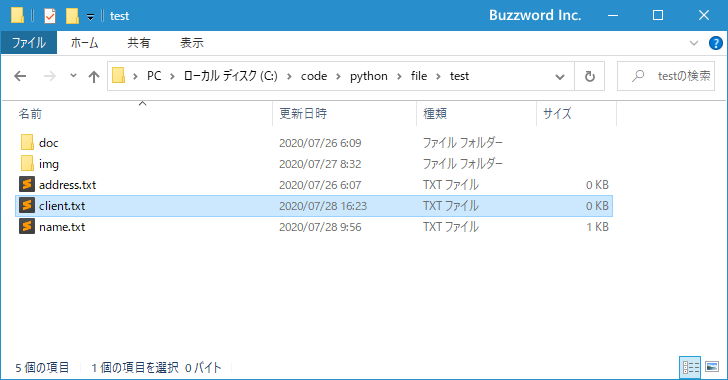 test Buzzword Inc.
ファイル ホーム 共有 表示
PC ローカル ディスク (C:) code python file test testの検索
名前 更新日時 種類 サイズ
doc 2020/07/26 6:09 ファイル フォルダー
img 2020/07/27 8:32 ファイル フォルダー
address.txt 2020/07/26 6:07 TXT ファイル 0 KB
client.txt 2020/07/28 16:23 TXT ファイル 0 KB
name.txt 2020/07/28 9:56 TXT ファイル 1 KB
5 個の項目 1 個の項目を選択 0 バイト